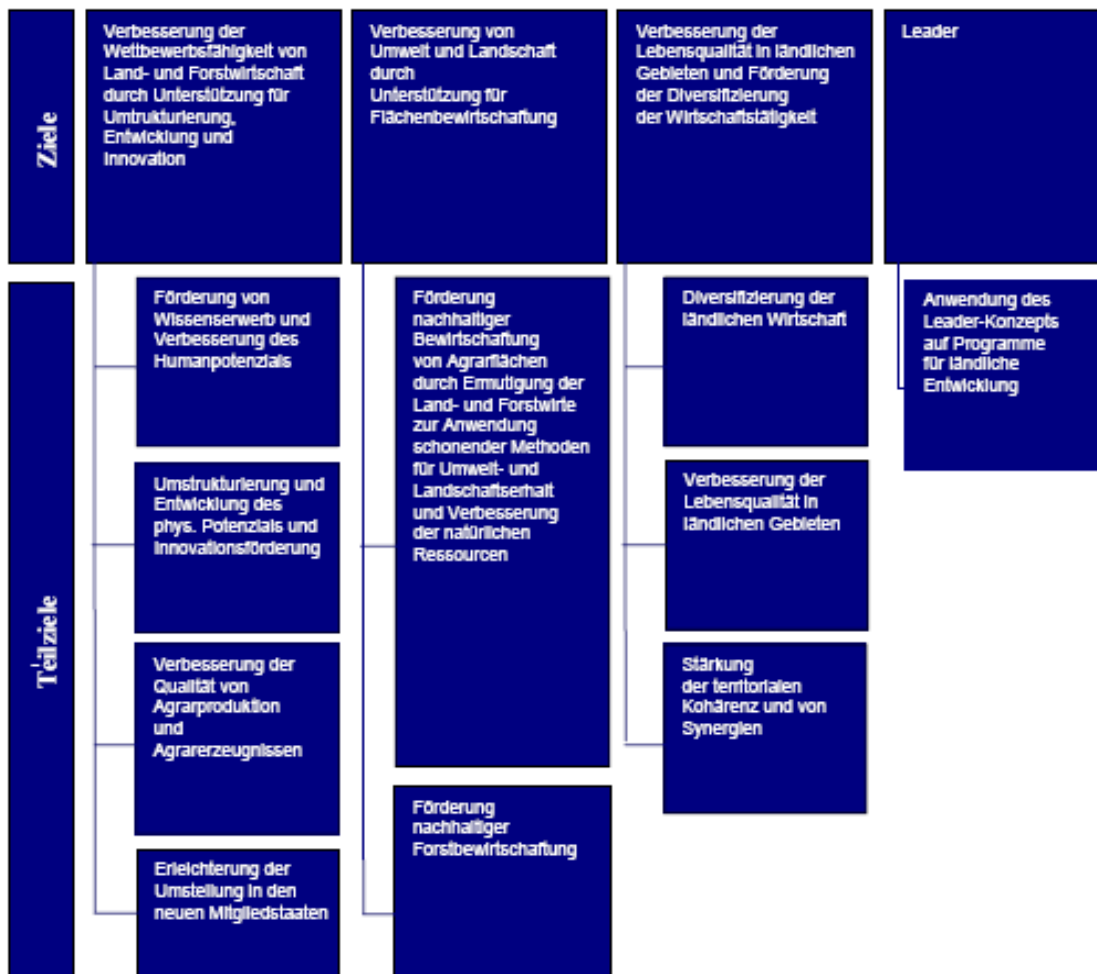 Ziele
Verbesserung der
Wettbewerbsfähigkeit von
Land- und Forstwirtschaft
durch Unterstützung für
Umtrukturierung,
Entwicklung und
Innovation
Verbesserung von
Umwelt und Landschaft
durch
Unterstützung für
Flächenbewirtschaftung
Verbesserung der
Lebensqualität in ländlichen
Gebieten und Förderung
der Diversifizierung
der Wirtschaftstätigkeit
Leader
Teilziele
Förderung von
Wissenserwerb und
Verbesserung des
Humanpotenzials
Umstrukturierung und
Entwicklung des
phys. Potenzials und
Innovationsförderung
Verbesserung der
Qualität von
Agrarproduktion
und
Agrarerzeugnissen
Erleichterung der
Umstellung in den
neuen Mitgliedstaaten
Förderung
nachhaltiger
Bewirtschaftung
von Agrarflächen
durch Ermutigung der
Land- und Forstwirte
zur Anwendung
schonender Methoden
für Umwelt- und
Landschaftserhalt
und Verbesserung
der natürlichen
Ressourcen
Förderung
nachhaltiger
Forstbewirtschaftung
Diversifizierung der
ländlichen Wirtschaft
Verbesserung der
Lebensqualität in
ländlichen Gebieten
Stärkung
der territorialen
Kohärenz und von
Synergien
Anwendung des
Leader-Konzepts
auf Programme
für ländliche
Entwicklung